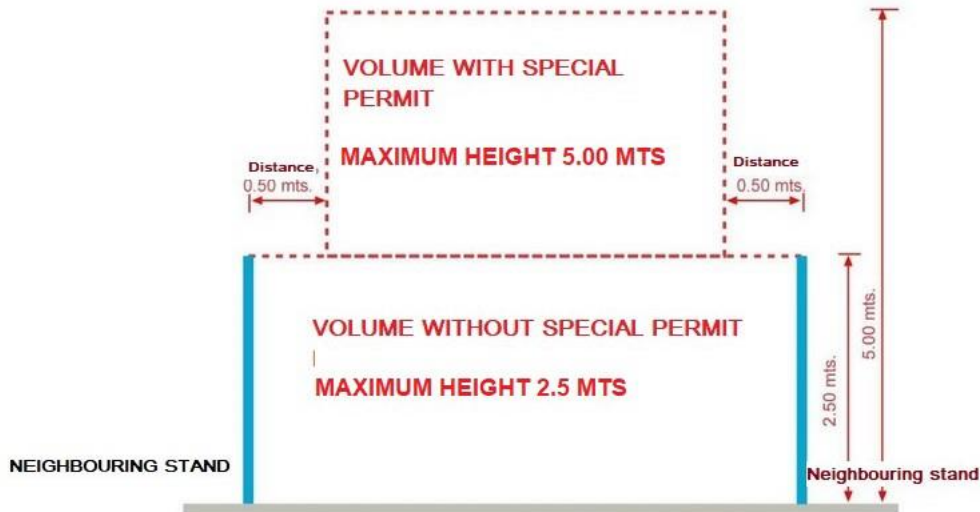 VOLUME WITH SPECIAL
PERMIT
MAXIMUM HEIGHT 5.00 MTS
Distance,
0.50 mts.
Distance
0.50 mts.
VOLUME WITHOUT SPECIAL PERMIT
MAXIMUM HEIGHT 2.5 MTS
2.50 mts.
5.00 mts.
NEIGHBOURING STAND
Neighbouring stand